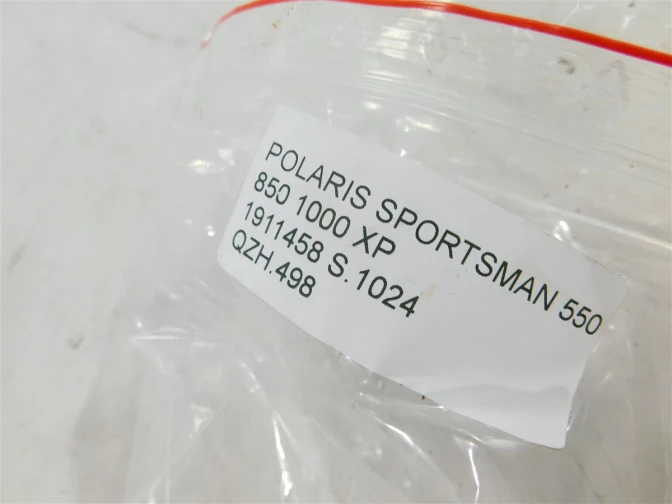 POLARIS SPORTSMAN 550
850 1000 XP
1911458 S.1024
QZH.498